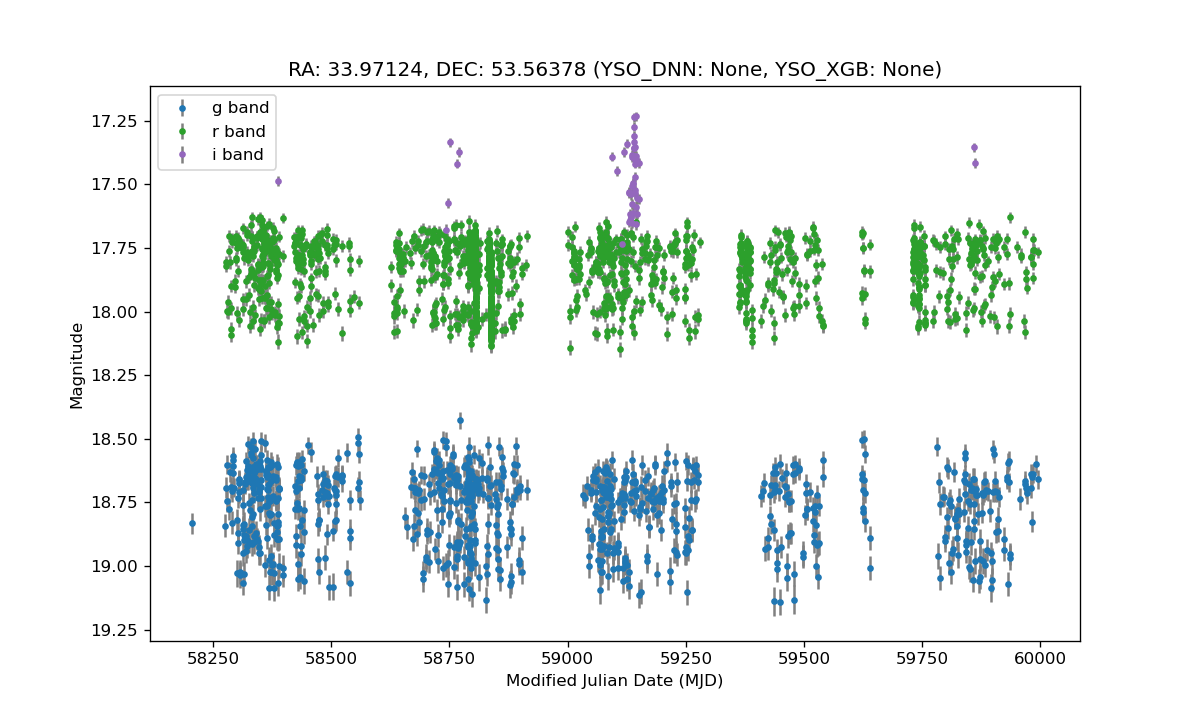 RA: 33.97124, DEC: 53.56378 (YSO_DNN: None, YSO_XGB: None)
g band
r band
i band
17.25
17.50
17.75
18.00
18.25
18.50
18.75
19.00
19.25
Magnitude
58250 58500 58750 59000 59250 59500 59750 60000
Modified Julian Date (MJD)